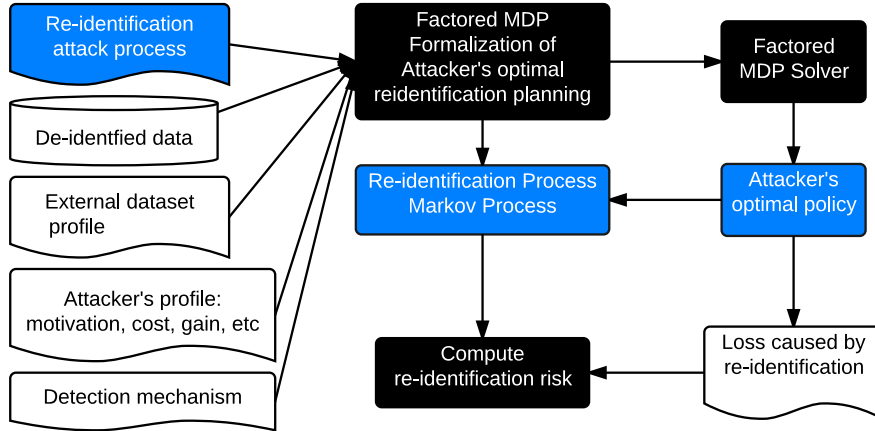 Re-identification
attack process
De-identfied data
External dataset
profile
Attacker's profile:
motivation, cost, gain, etc
Detection mechanism
Factored MDP
Formalization of
Attacker's optimal
reidentification planning
Factored
MDP Solver
Re-identification Process
Markov Process
Attacker's
optimal policy
Compute
re-identification risk
Loss caused by
re-identification